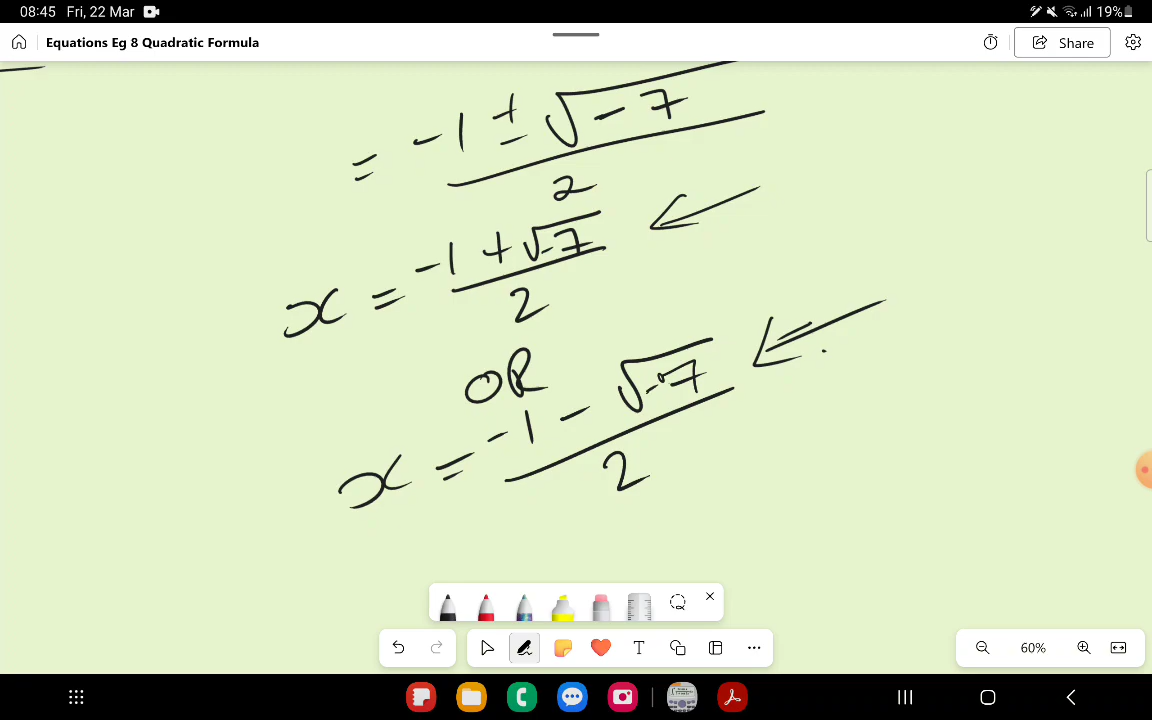 08:45 Fri, 22 Mar 19%
Equations Eg 8 Quadratic Formula Share
= -1 ± √-7
2
x = -1 + √-7
2
OR
x = -1 - √-7
2
T
60%